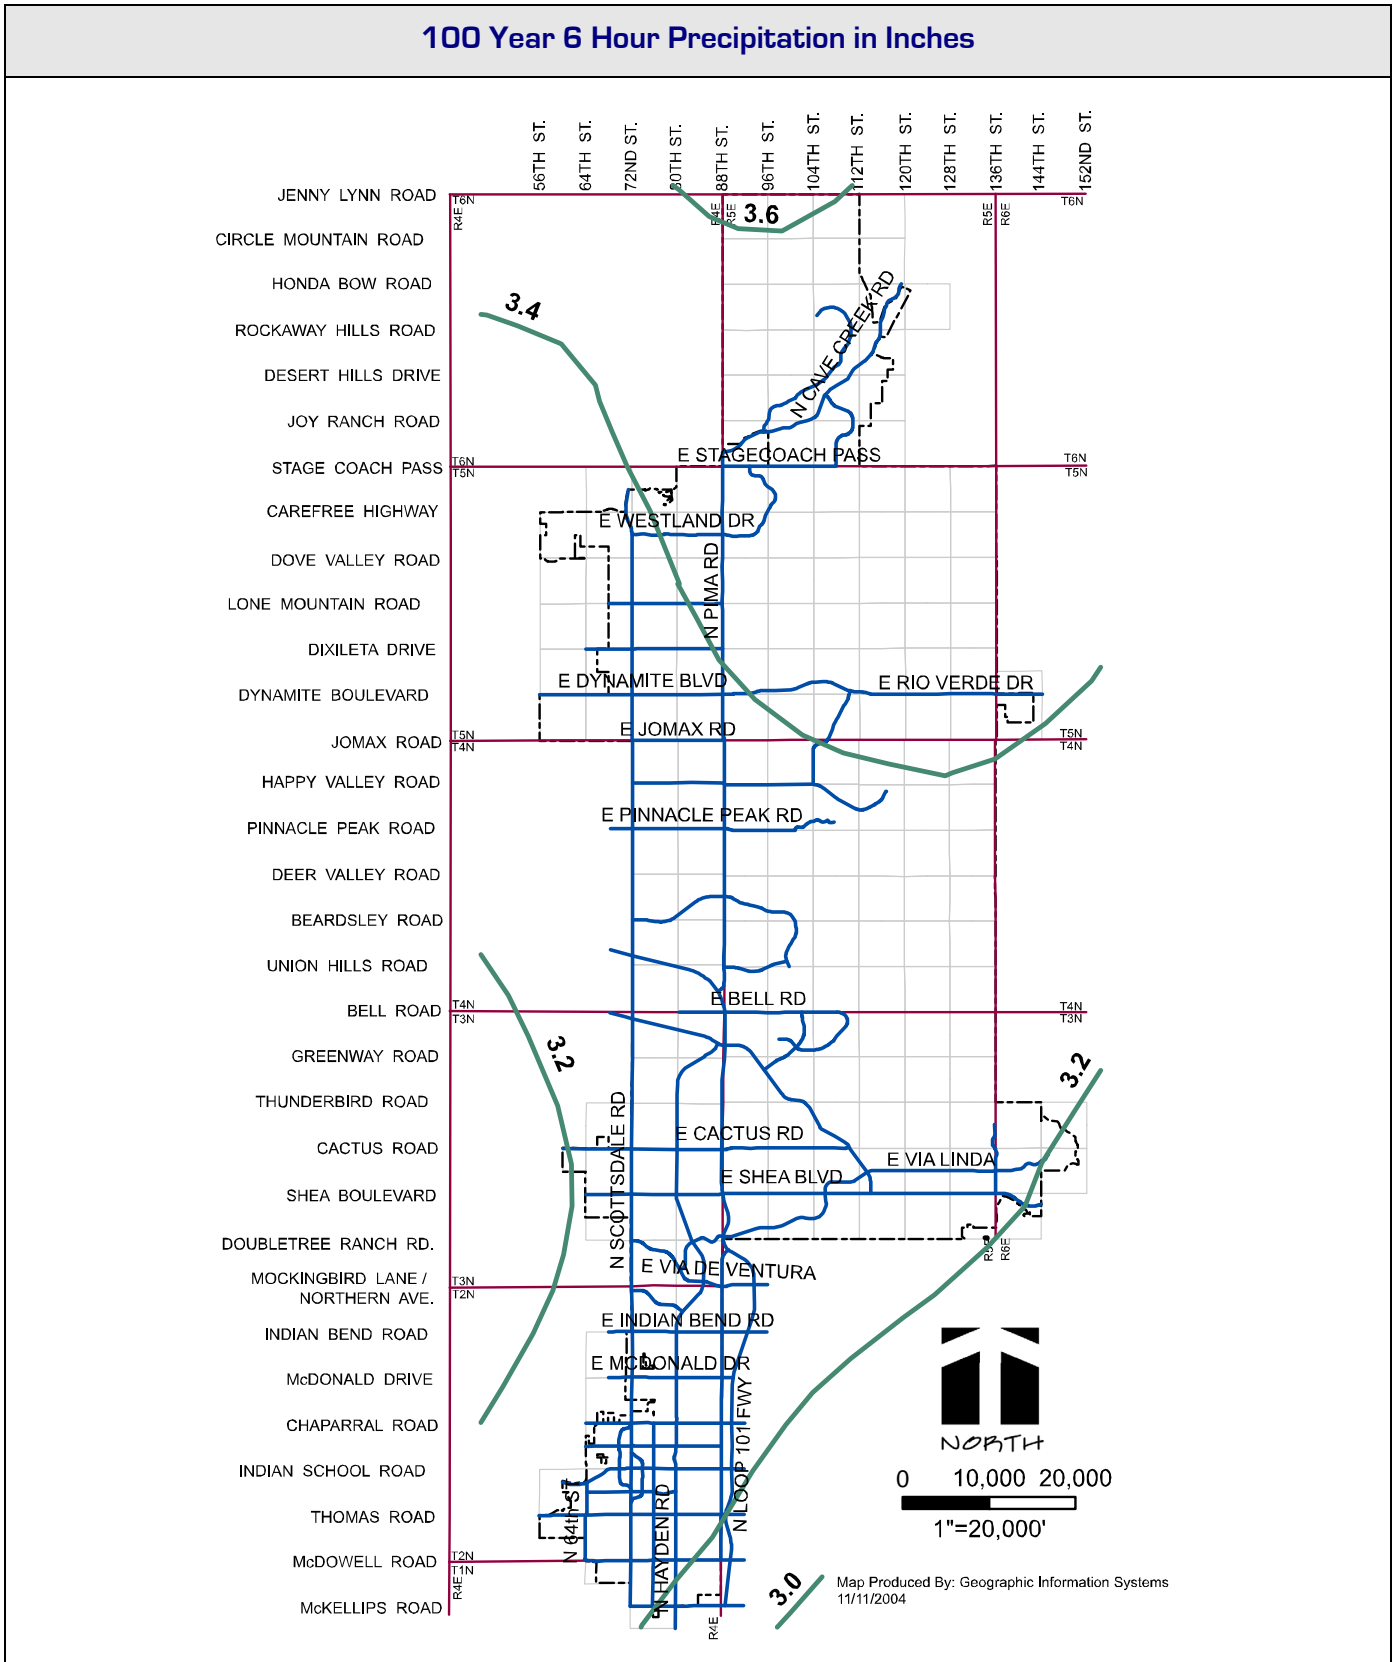 100 Year 6 Hour Precipitation in Inches
56TH ST.
64TH ST.
72ND ST.
80TH ST.
88TH ST.
96TH ST.
104TH ST.
112TH ST.
120TH ST.
128TH ST.
136TH ST.
144TH ST.
152ND ST.
JENNY LYNN ROAD
T6N
R4E
R4E
R5E
R5E
R6E
T6N
3.6
CIRCLE MOUNTAIN ROAD
HONDA BOW ROAD
3.4
ROCKAWAY HILLS ROAD
N CAVE CREEK RD
DESERT HILLS DRIVE
JOY RANCH ROAD
E STAGECOACH PASS
STAGE COACH PASS
T6N
T5N
T6N
T5N
CAREFREE HIGHWAY
E WESTLAND DR
DOVE VALLEY ROAD
N PIMA RD
LONE MOUNTAIN ROAD
DIXILETA DRIVE
E DYNAMITE BLVD
E RIO VERDE DR
DYNAMITE BOULEVARD
E JOMAX RD
JOMAX ROAD
T5N
T4N
T5N
T4N
HAPPY VALLEY ROAD
E PINNACLE PEAK RD
PINNACLE PEAK ROAD
DEER VALLEY ROAD
BEARDSLEY ROAD
UNION HILLS ROAD
E BELL RD
BELL ROAD
T4N
T3N
T4N
T3N
3.2
GREENWAY ROAD
3.2
THUNDERBIRD ROAD
N SCOTTSDALE RD
E CACTUS RD
CACTUS ROAD
E VIA LINDA
E SHEA BLVD
SHEA BOULEVARD
DOUBLETREE RANCH RD.
R5E
R6E
E VIA DE VENTURA
MOCKINGBIRD LANE /
NORTHERN AVE.
T3N
T2N
E INDIAN BEND RD
INDIAN BEND ROAD
E MCDONALD DR
McDONALD DRIVE
N LOOP 101 FWY
CHAPARRAL ROAD
NORTH
INDIAN SCHOOL ROAD
0 10,000 20,000
N 64th ST
N HAYDEN RD
THOMAS ROAD
1"=20,000'
McDOWELL ROAD
T2N
T1N
R4E
3.0
Map Produced By: Geographic Information Systems
11/11/2004
McKELLIPS ROAD
R4E